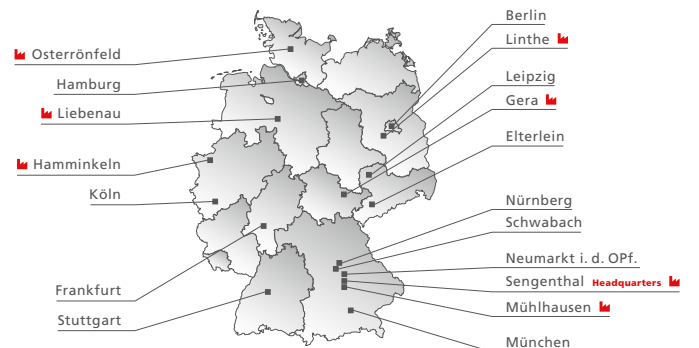 Osterrönfeld
Hamburg
Liebenau
Hamminkeln
Köln
Frankfurt
Stuttgart
Berlin
Linthe
Leipzig
Gera
Elterlein
Nürnberg
Schwabach
Neumarkt i. d. OPf.
Sengenthal Headquarters
Mühlhausen
München